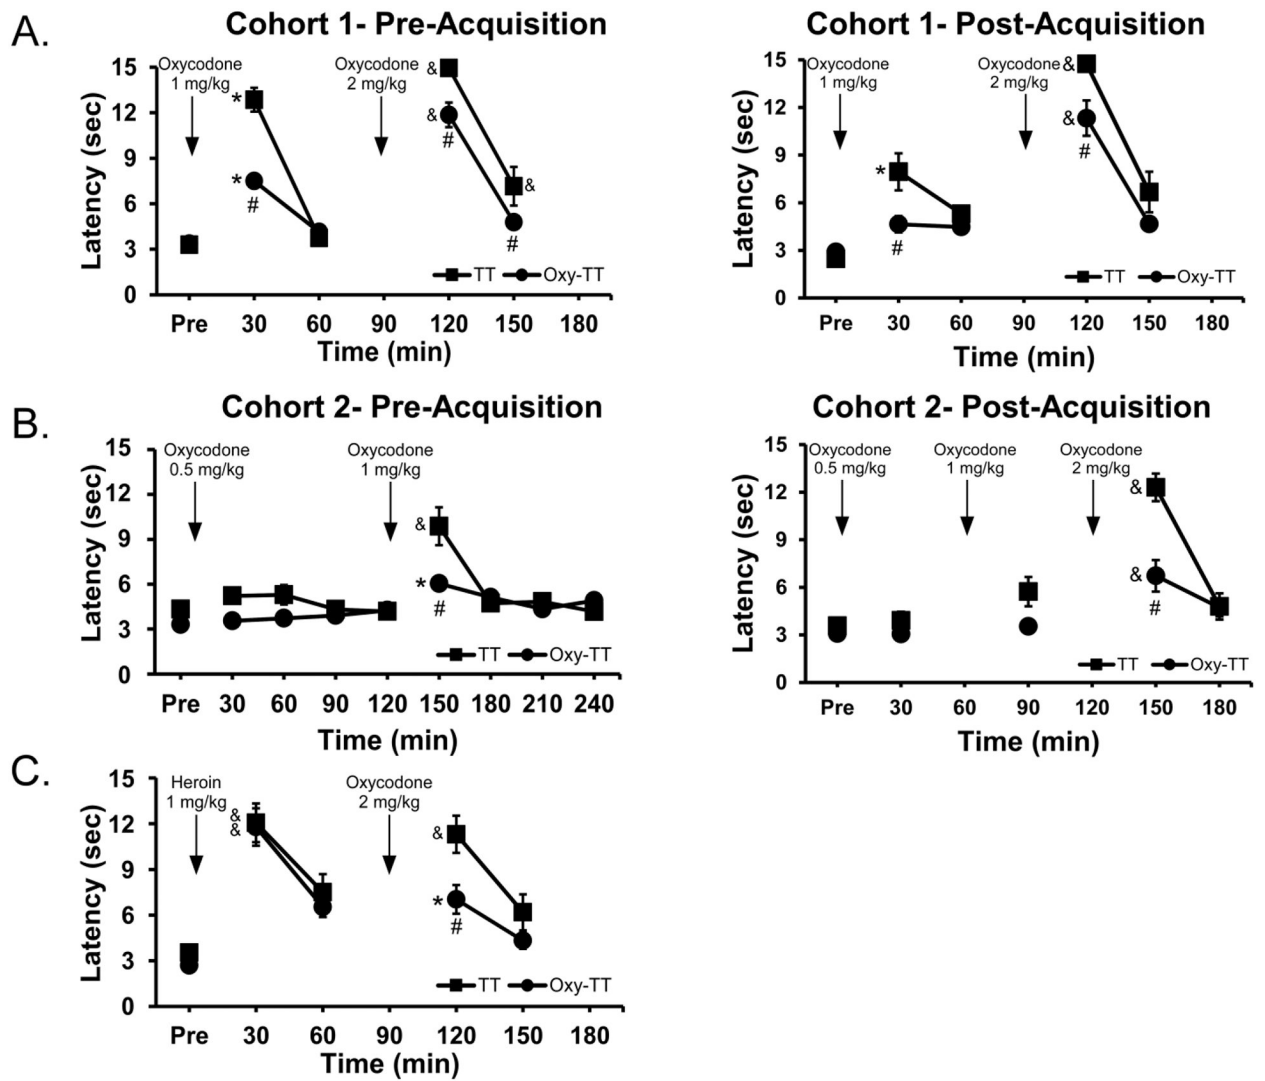 A.
Cohort 1- Pre-Acquisition
Oxycodone
1 mg/kg
Oxycodone
2 mg/kg
Latency (sec)
15
12
9
6
3
0
*
*
#
&
&
#
&
#
TT
Oxy-TT
Pre 30 60 90 120 150 180
Time (min)
Cohort 1- Post-Acquisition
Oxycodone
1 mg/kg
Oxycodone
2 mg/kg
Latency (sec)
15
12
9
6
3
0
*
#
&
&
#
TT
Oxy-TT
Pre 30 60 90 120 150 180
Time (min)
B.
Cohort 2- Pre-Acquisition
Oxycodone
0.5 mg/kg
Oxycodone
1 mg/kg
Latency (sec)
15
12
9
6
3
0
&
*
#
TT
Oxy-TT
Pre 30 60 90 120 150 180 210 240
Time (min)
Cohort 2- Post-Acquisition
Oxycodone
0.5 mg/kg
Oxycodone
1 mg/kg
Oxycodone
2 mg/kg
Latency (sec)
15
12
9
6
3
0
&
&
#
TT
Oxy-TT
Pre 30 60 90 120 150 180
Time (min)
C.
Heroin
1 mg/kg
Oxycodone
2 mg/kg
Latency (sec)
15
12
9
6
3
0
&
&
&
*
#
TT
Oxy-TT
Pre 30 60 90 120 150 180
Time (min)